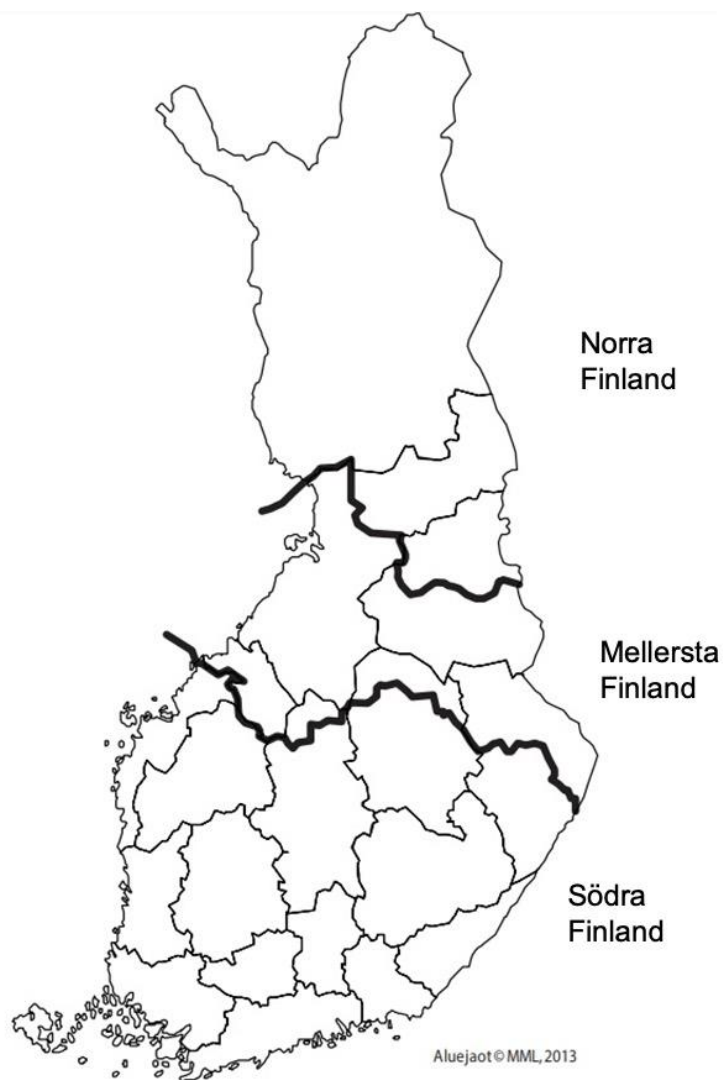 Norra
Finland
Mellersta
Finland
Södra
Finland
Aluejaot © MML, 2013